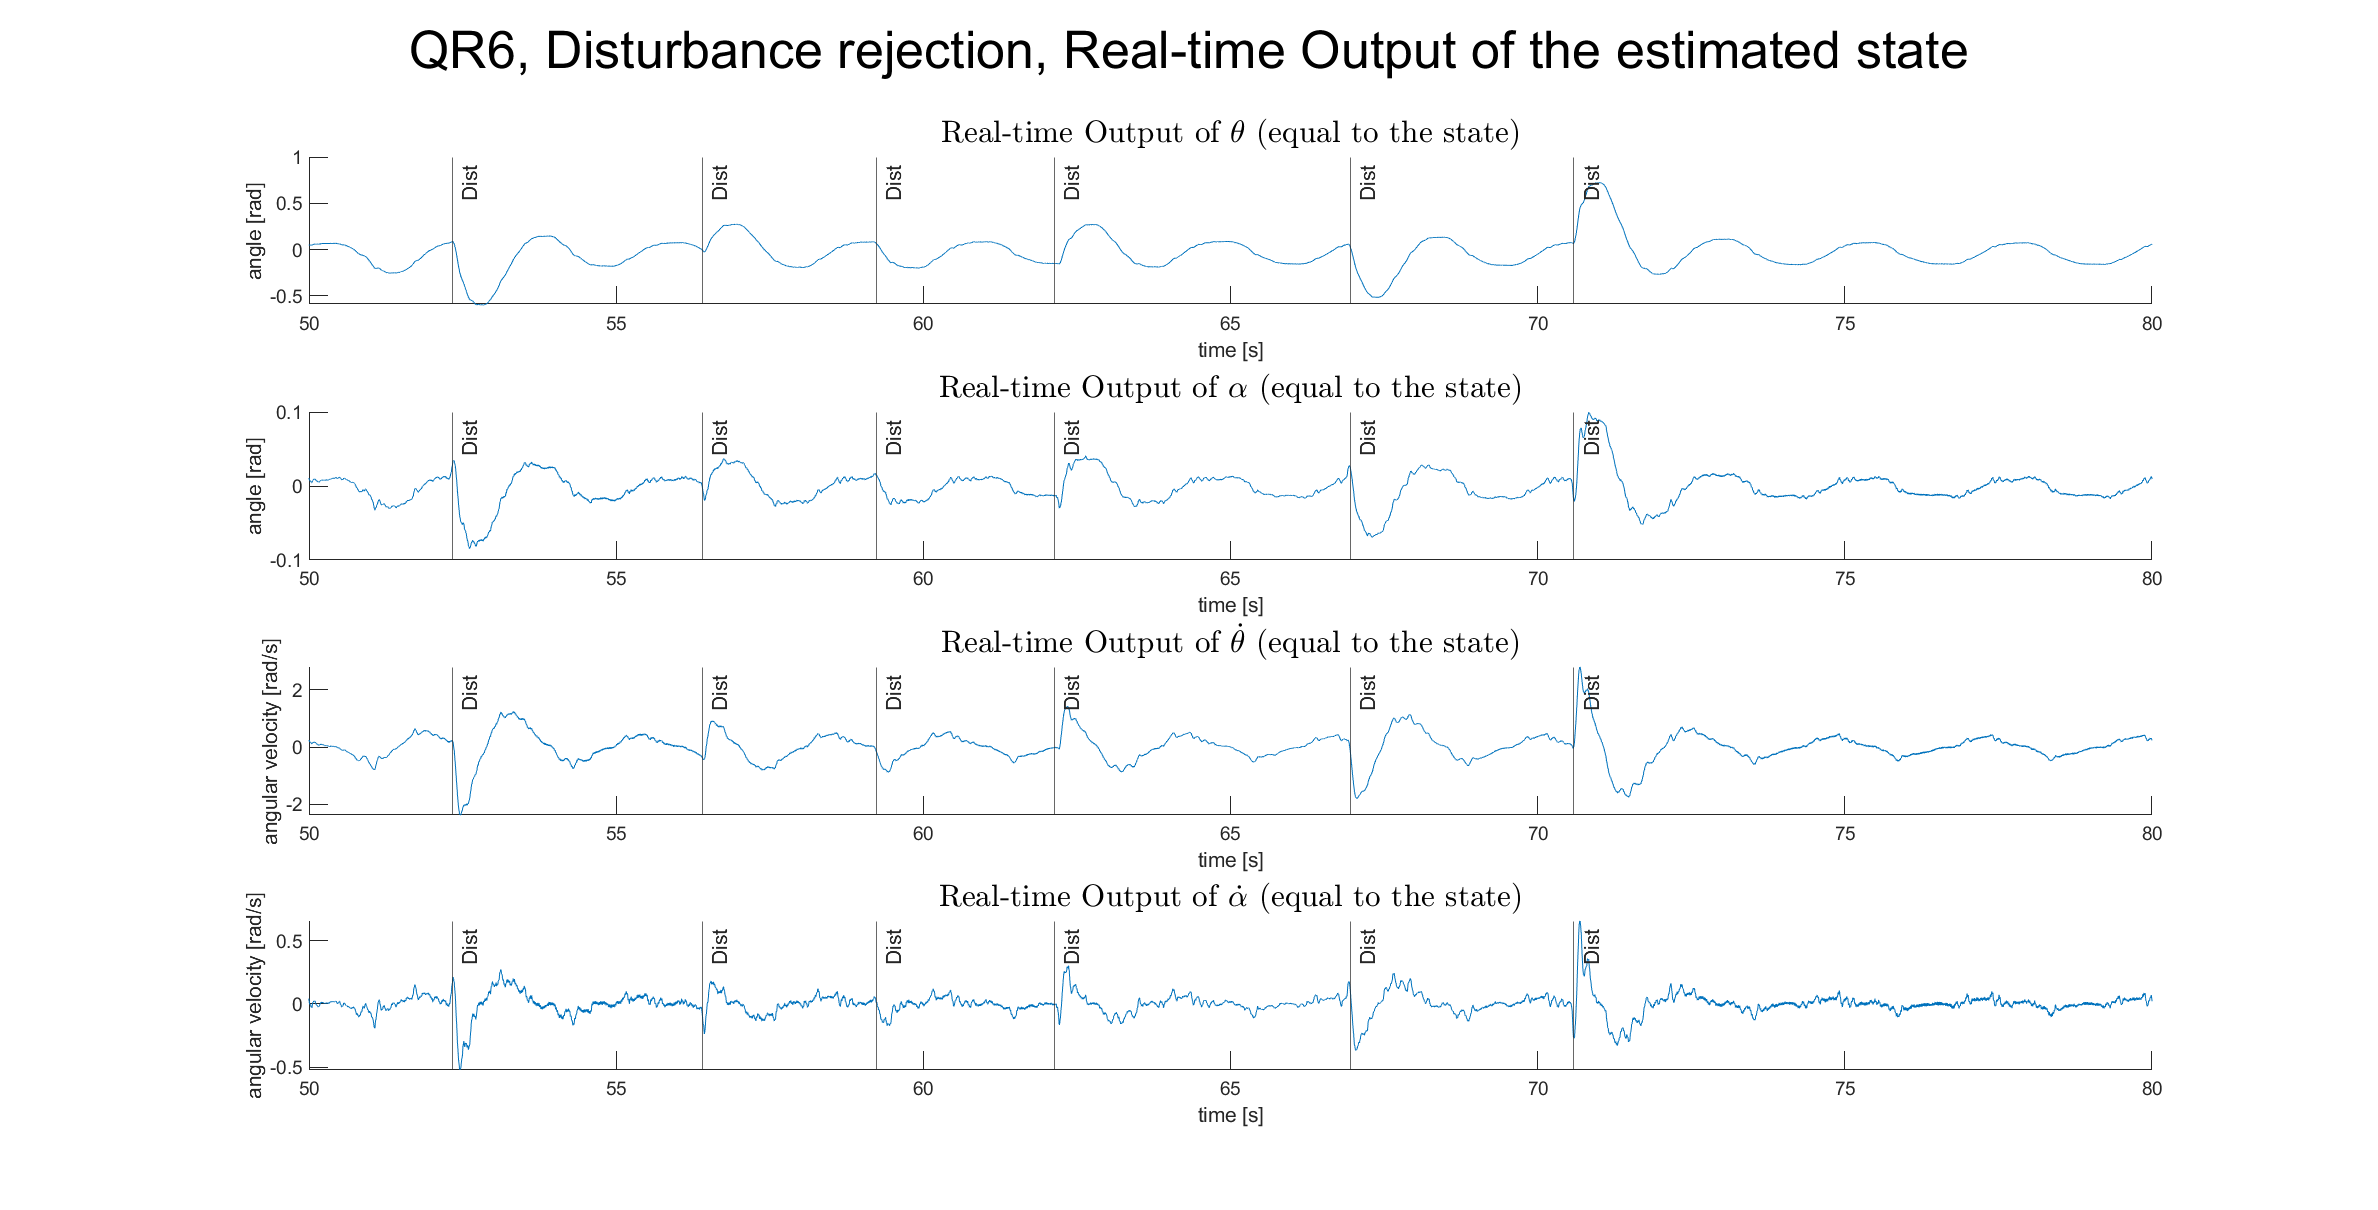 QR6, Disturbance rejection, Real-time Output of the estimated state
Real-time Output of θ (equal to the state)
angle [rad]
1
0.5
0
-0.5
Dist
Dist
Dist
Dist
Dist
Dist
50
55
60
65
70
75
80
time [s]
Real-time Output of α (equal to the state)
angle [rad]
0.1
0
-0.1
Dist
Dist
Dist
Dist
Dist
Dist
50
55
60
65
70
75
80
time [s]
Real-time Output of θ̇ (equal to the state)
angular velocity [rad/s]
2
0
-2
Dist
Dist
Dist
Dist
Dist
Dist
50
55
60
65
70
75
80
time [s]
Real-time Output of α̇ (equal to the state)
angular velocity [rad/s]
0.5
0
-0.5
Dist
Dist
Dist
Dist
Dist
Dist
50
55
60
65
70
75
80
time [s]